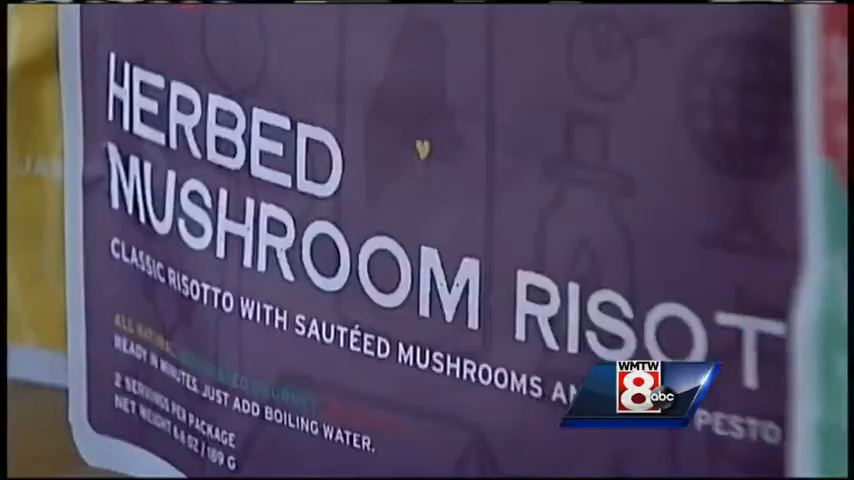 HERBED
MUSHROOM RISOT
CLASSIC RISOTTO WITH SAUTÉED MUSHROOMS AN
PESTO
ALL NATURAL
READY IN MINUTES. JUST ADD BOILING WATER.
2 SERVINGS PER PACKAGE
NET WEIGHT 6.6 OZ / 189 G
WMTW
8
abc